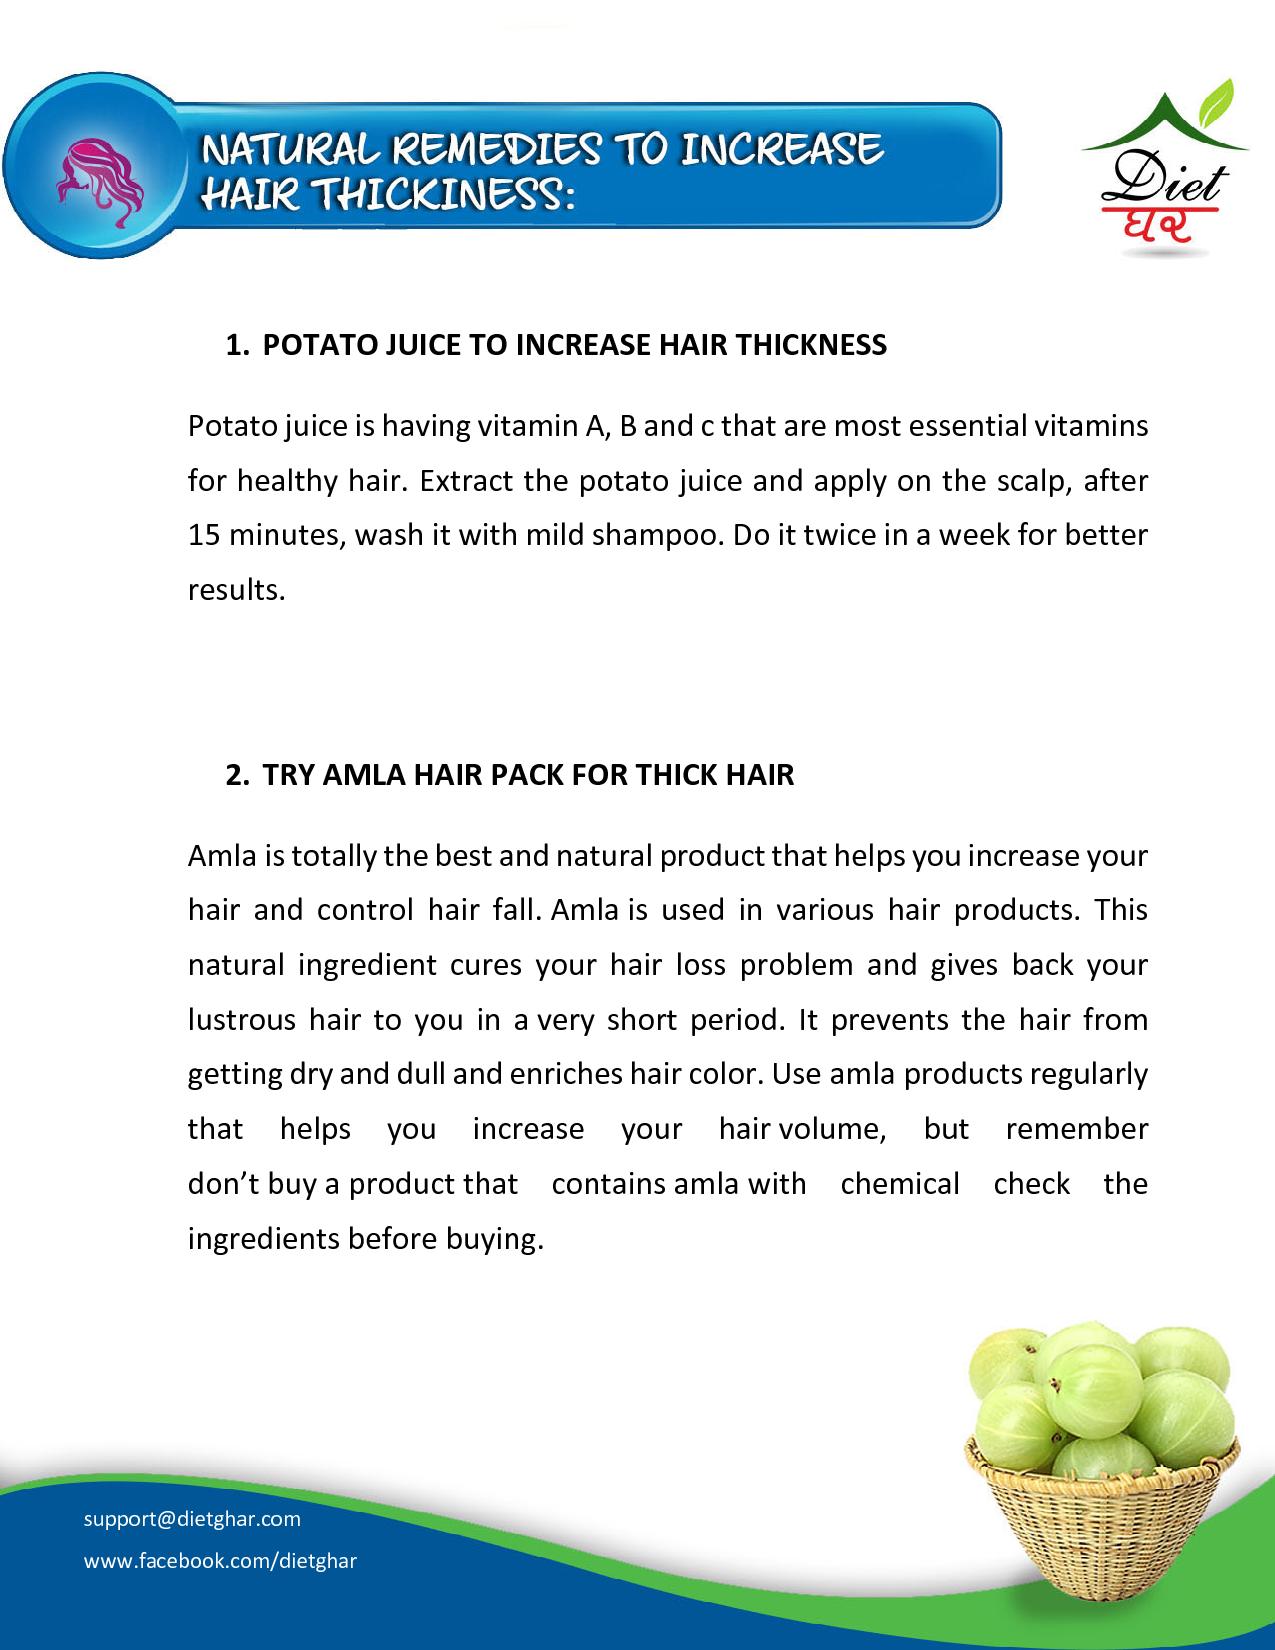 NATURAL REMEDIES TO INCREASE
HAIR THICKINESS:
Diet
ઘર
1. POTATO JUICE TO INCREASE HAIR THICKNESS
Potato juice is having vitamin A, B and c that are most essential vitamins
for healthy hair. Extract the potato juice and apply on the scalp, after
15 minutes, wash it with mild shampoo. Do it twice in a week for better
results.
2. TRY AMLA HAIR PACK FOR THICK HAIR
Amla is totally the best and natural product that helps you increase your
hair and control hair fall. Amla is used in various hair products. This
natural ingredient cures your hair loss problem and gives back your
lustrous hair to you in a very short period. It prevents the hair from
getting dry and dull and enriches hair color. Use amla products regularly
that helps you increase your hair volume, but remember
don’t buy a product that contains amla with chemical check the
ingredients before buying.
support@dietghar.com
www.facebook.com/dietghar